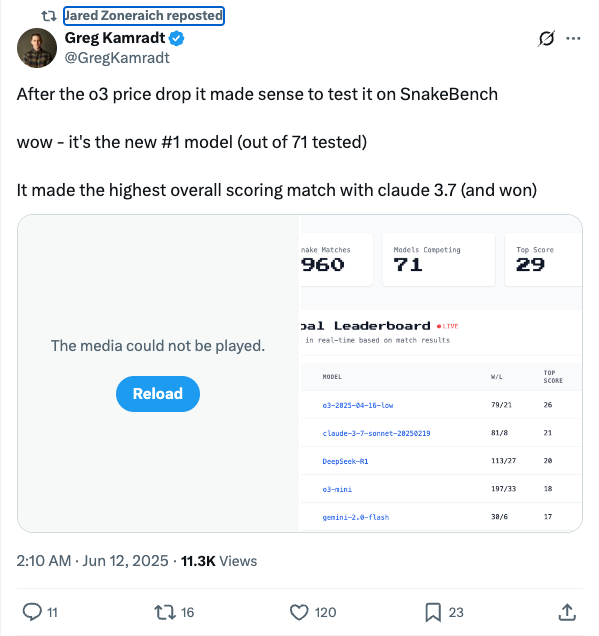 Jared Zoneraich reposted
Greg Kamradt
@GregKamradt
After the o3 price drop it made sense to test it on SnakeBench
wow - it's the new #1 model (out of 71 tested)
It made the highest overall scoring match with claude 3.7 (and won)
The media could not be played.
Reload
nake Matches
960
Models Competing
71
Top Score
29
bal Leaderboard LIVE
in real-time based on match results
MODEL W/L TOP SCORE
o3-2025-04-16-low 79/21 26
claude-3-7-sonnet-20250219 81/8 21
DeepSeek-R1 113/27 20
o3-mini 197/33 18
gemini-2.0-flash 30/6 17
2:10 AM · Jun 12, 2025 · 11.3K Views
11 16 120 23